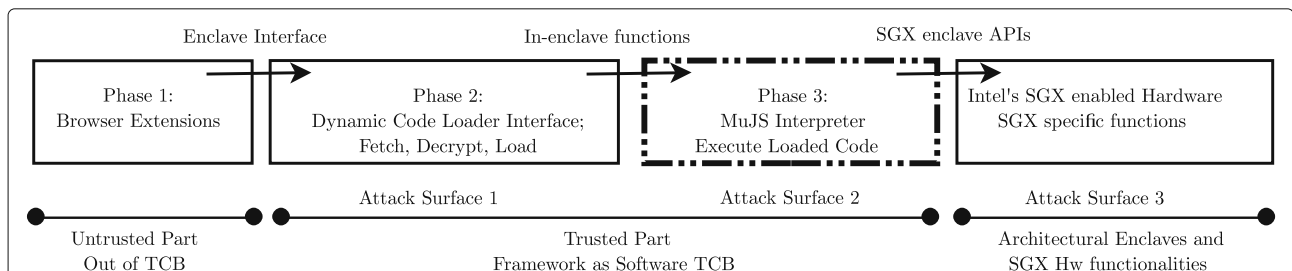 Enclave Interface
In-enclave functions
SGX enclave APIs
Phase 1:
Browser Extensions
Phase 2:
Dynamic Code Loader Interface;
Fetch, Decrypt, Load
Phase 3:
MuJS Interpreter
Execute Loaded Code
Intel's SGX enabled Hardware
SGX specific functions
Attack Surface 1
Attack Surface 2
Attack Surface 3
Untrusted Part
Out of TCB
Trusted Part
Framework as Software TCB
Architectural Enclaves and
SGX Hw functionalities